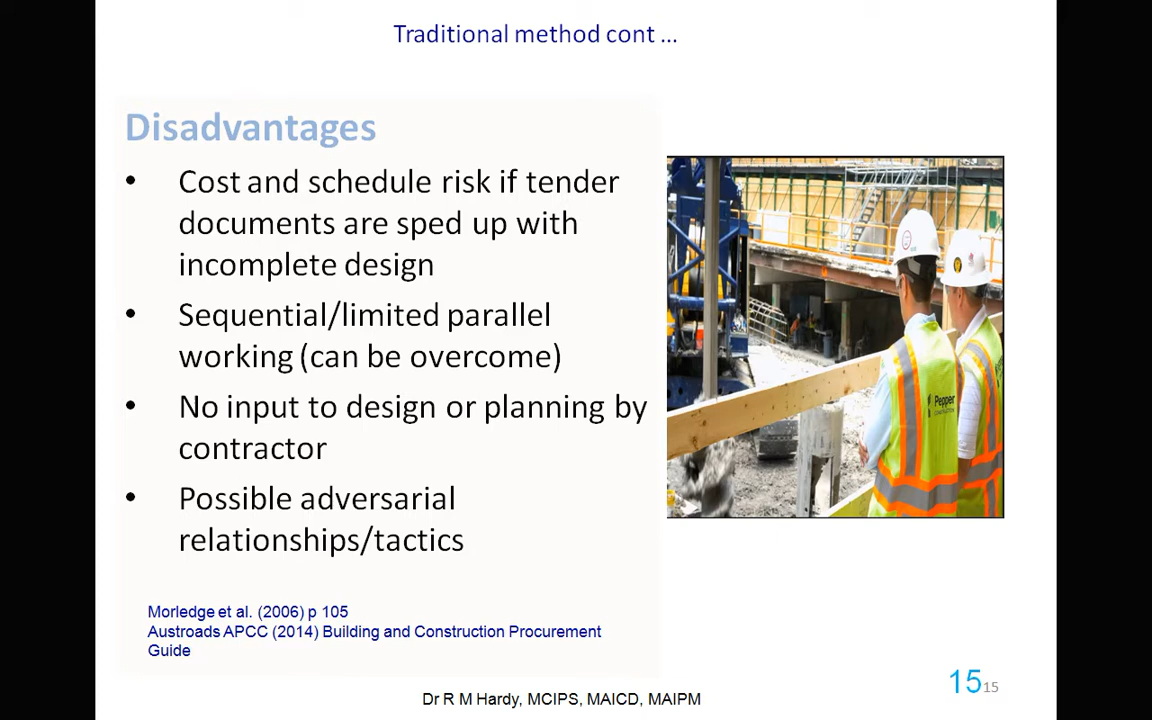 Traditional method cont ...
Disadvantages
• Cost and schedule risk if tender
documents are sped up with
incomplete design
• Sequential/limited parallel
working (can be overcome)
• No input to design or planning by
contractor
• Possible adversarial
relationships/tactics
Pepper
CONSTRUCTION
Morledge et al. (2006) p 105
Austroads APCC (2014) Building and Construction Procurement
Guide
15 15
Dr R M Hardy, MCIPS, MAICD, MAIPM